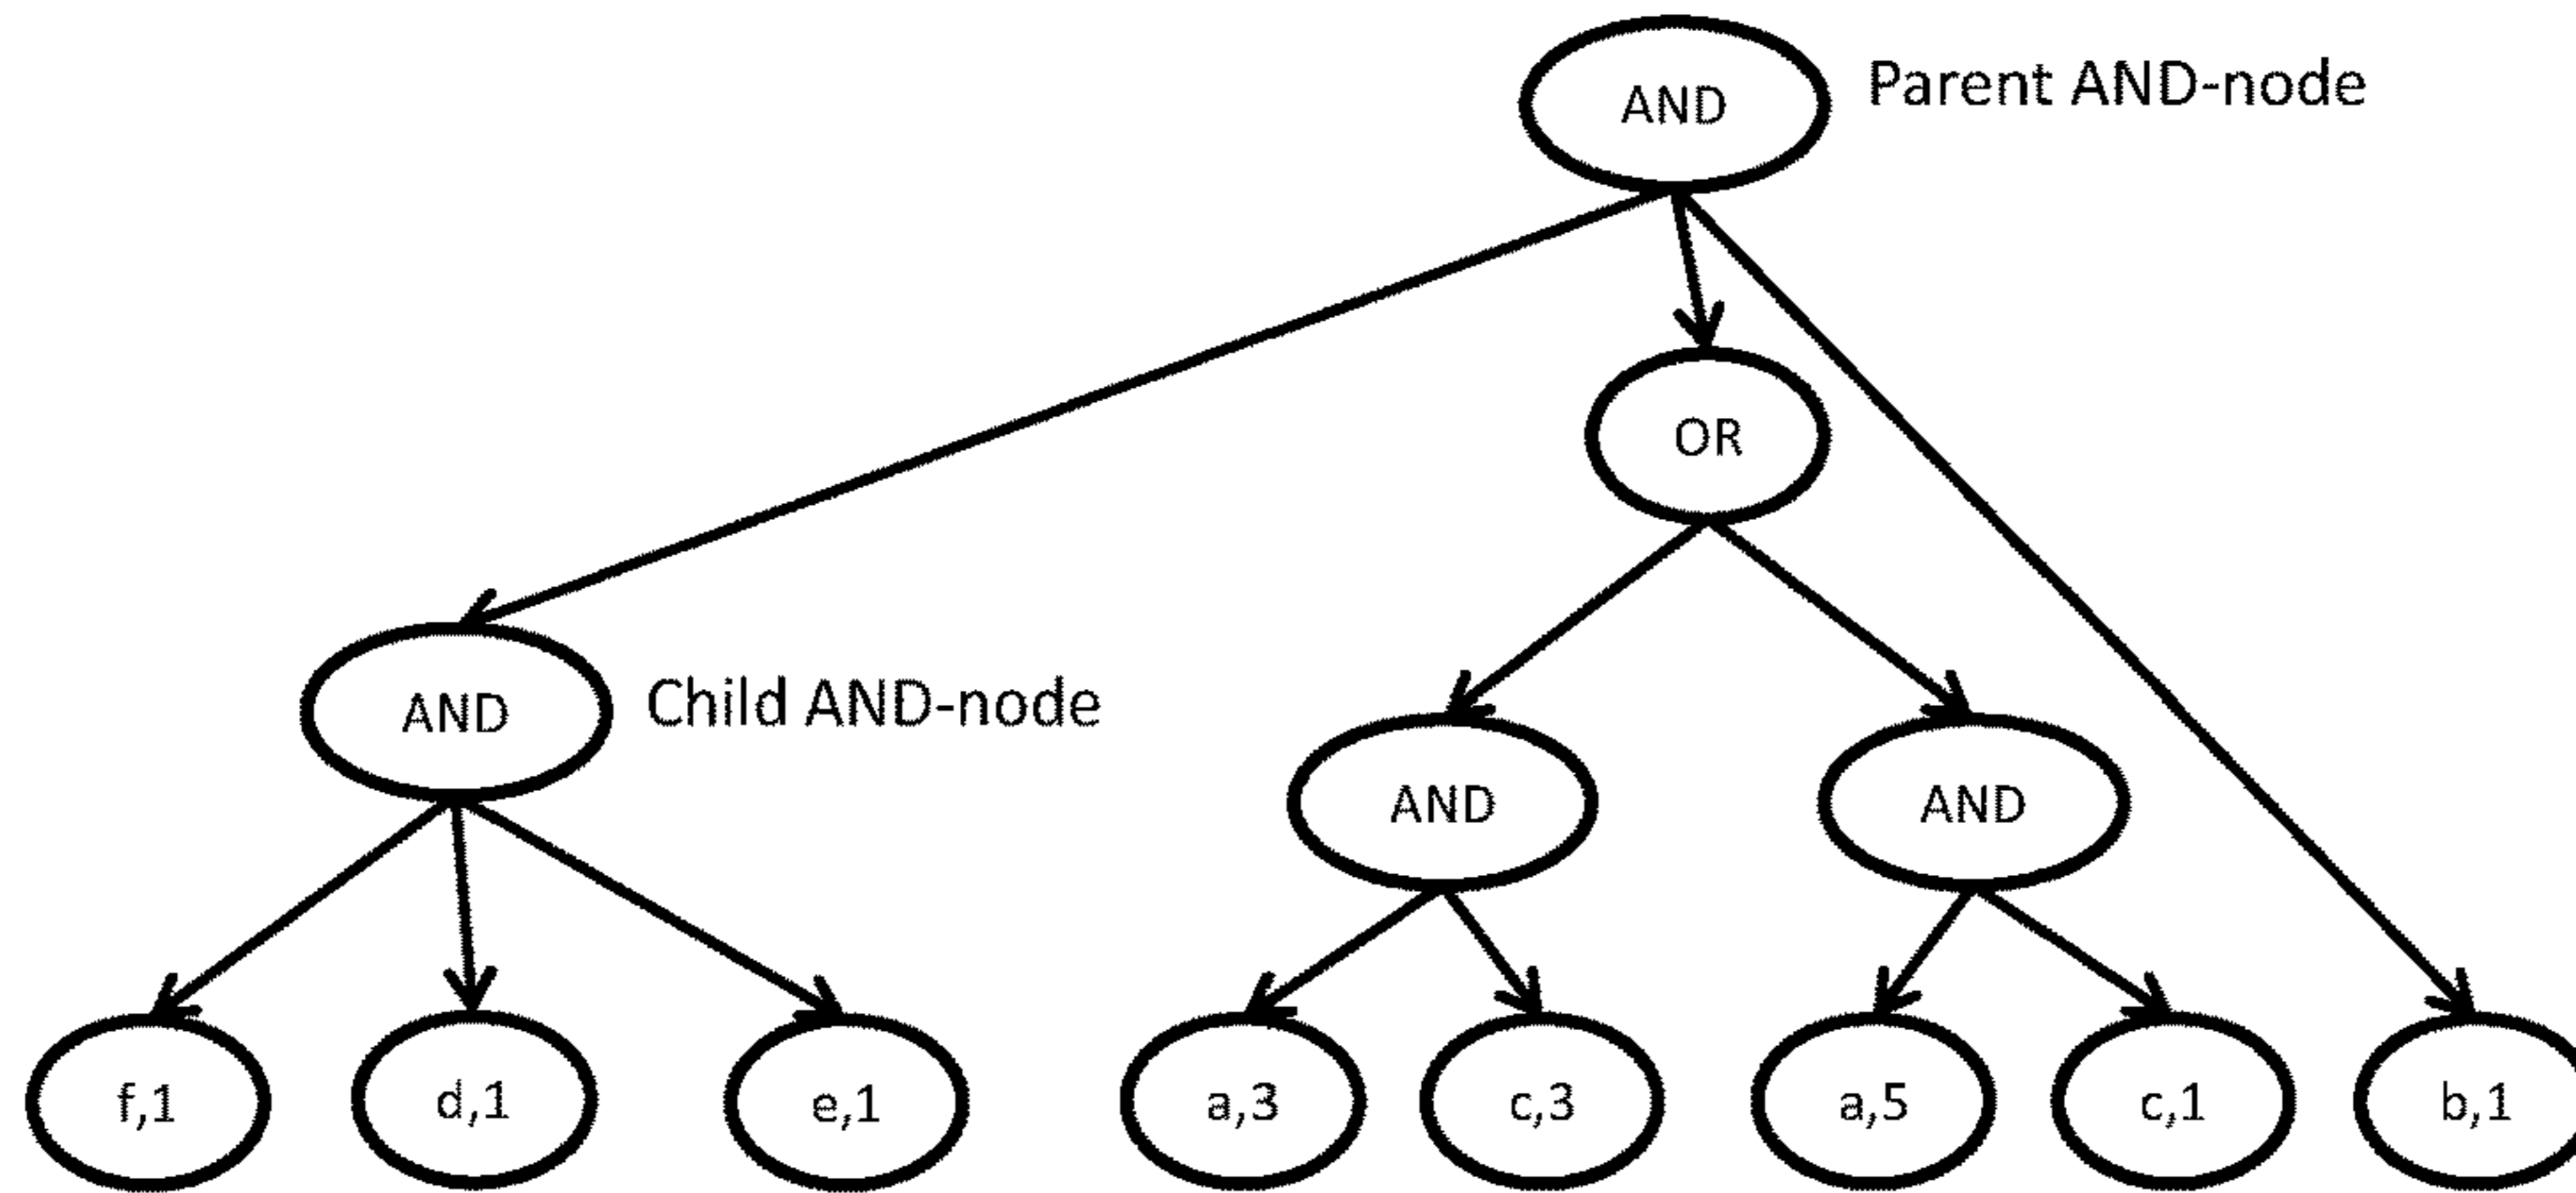 AND
Parent AND-node
OR
AND
Child AND-node
AND
AND
f,1
d,1
e,1
a,3
c,3
a,5
c,1
b,1